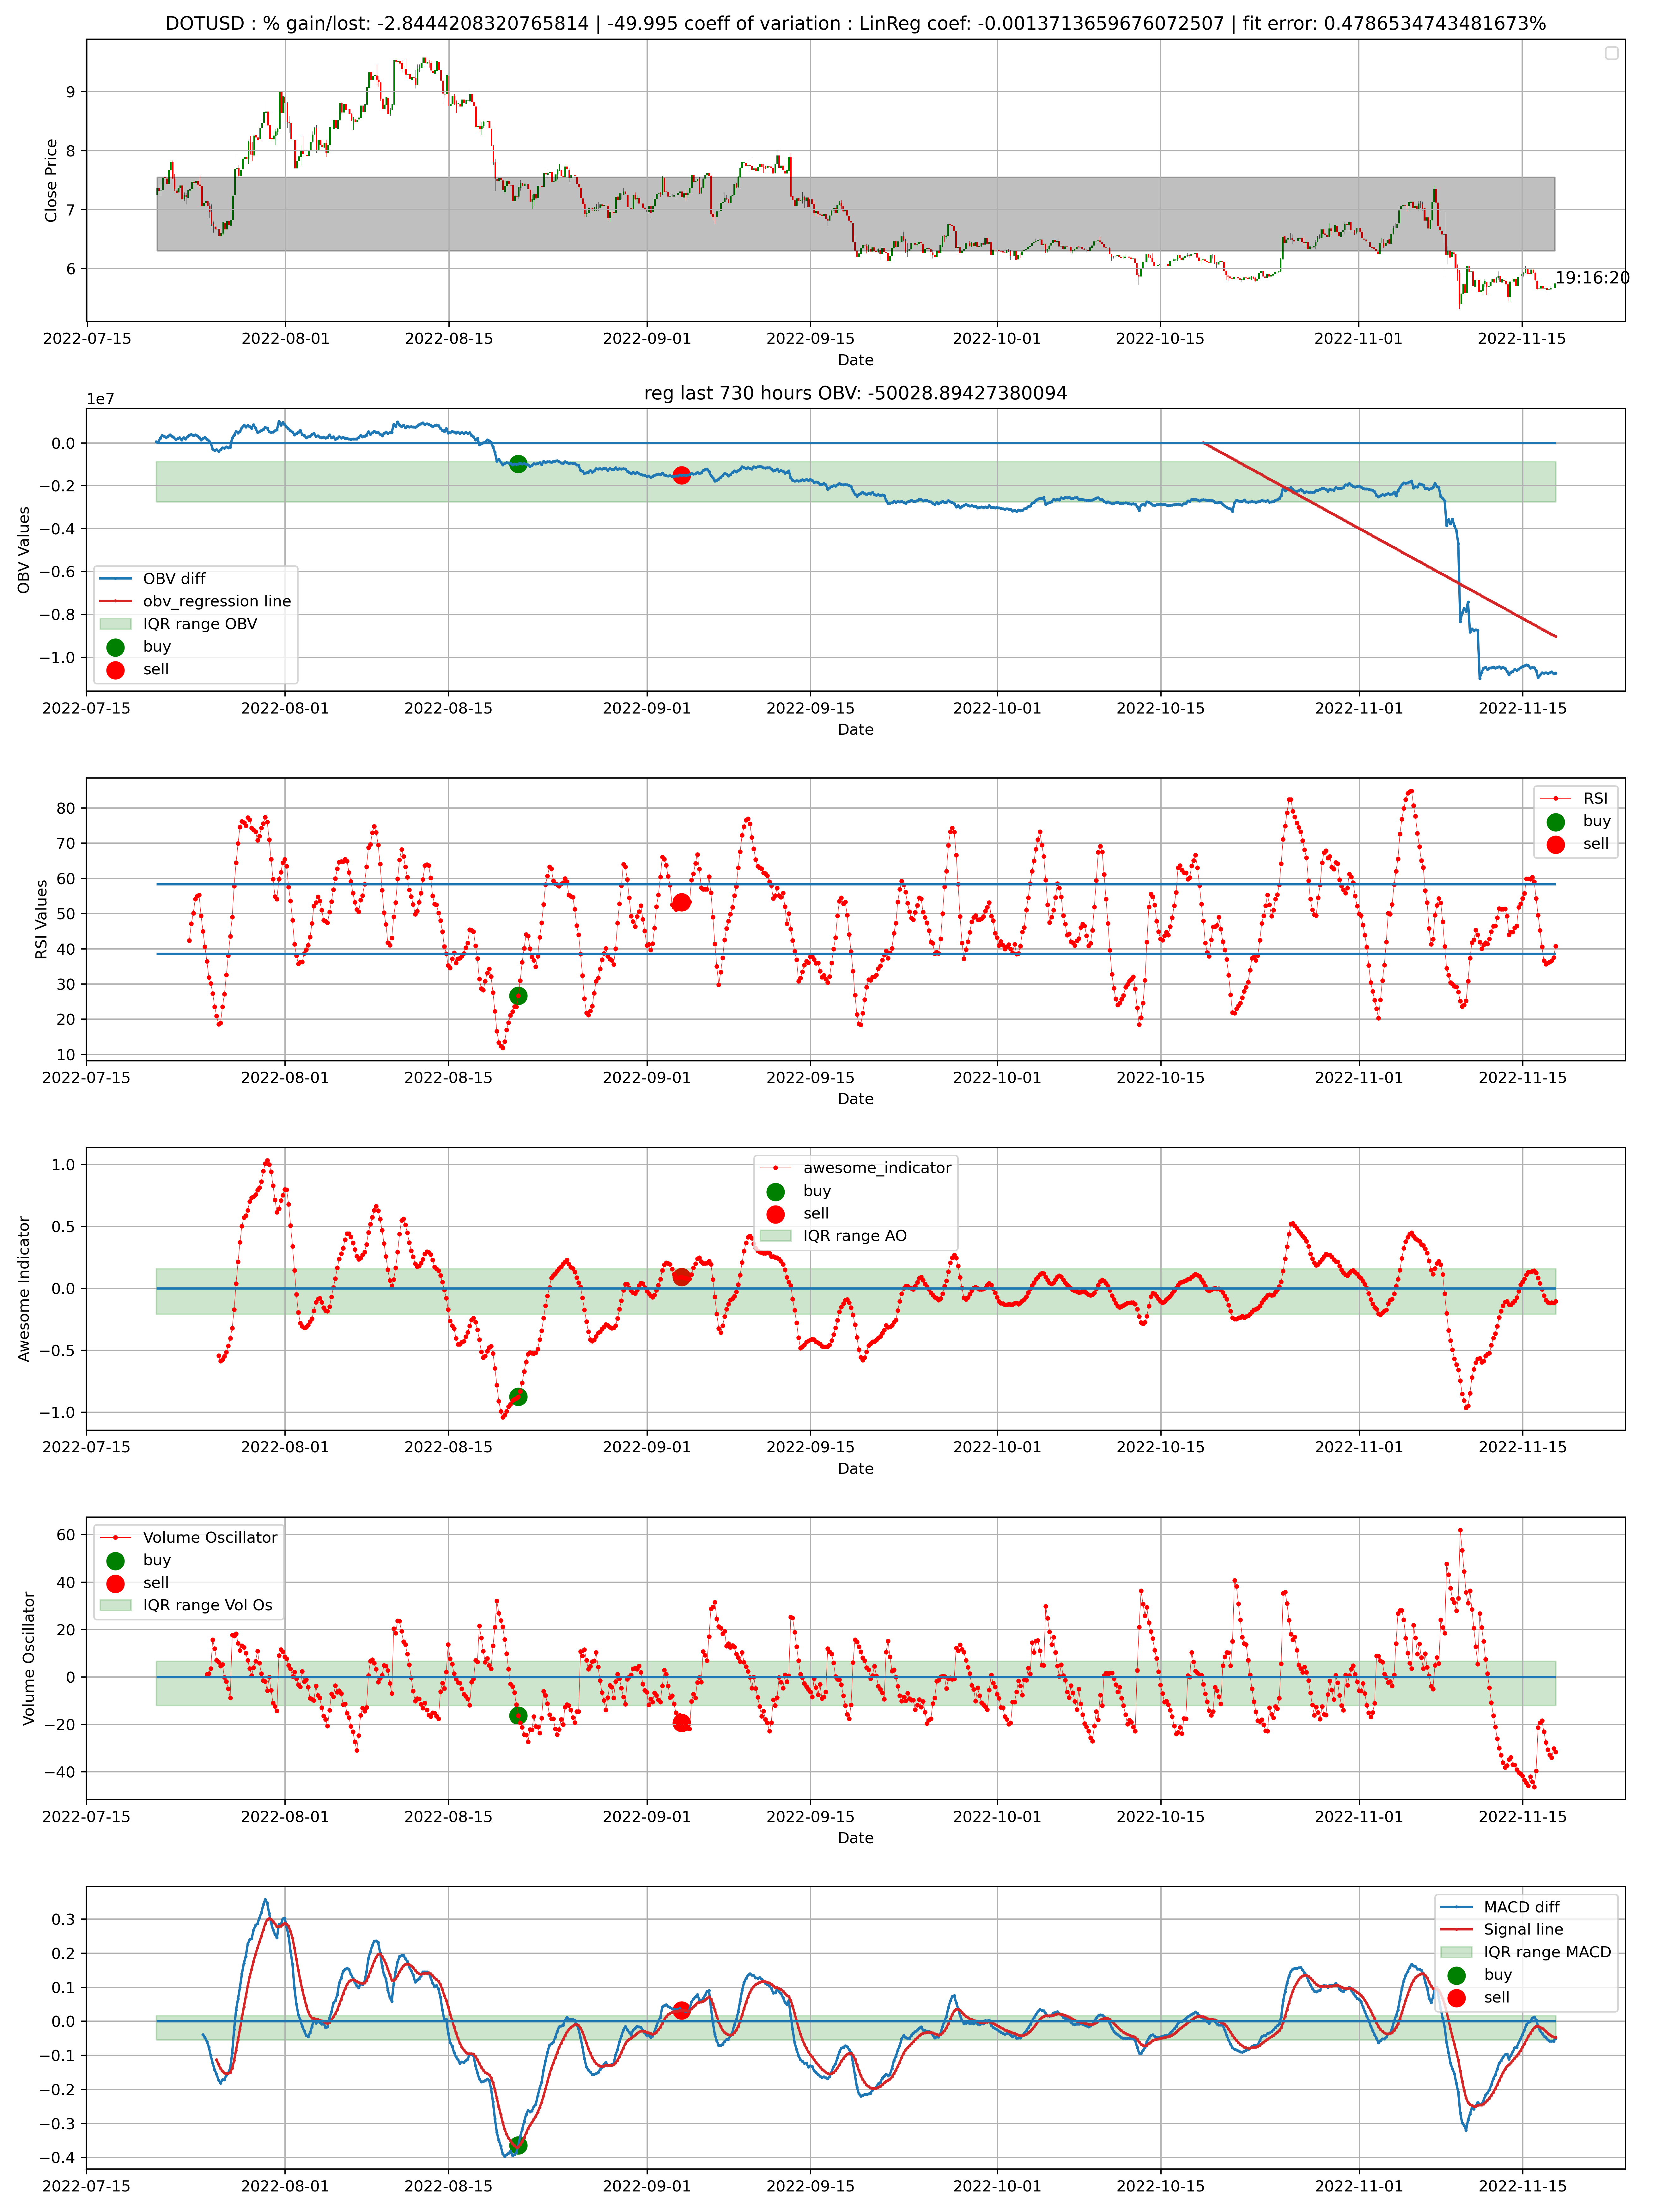 DOTUSD : % gain/lost: -2.8444208320765814 | -49.995 coeff of variation : LinReg coef: -0.0013713659676072507 | fit error: 0.4786534743481673%
Close Price
9
8
7
6
19:16:20
2022-07-15 2022-08-01 2022-08-15 2022-09-01 2022-09-15 2022-10-01 2022-10-15 2022-11-01 2022-11-15
Date
reg last 730 hours OBV: -50028.89427380094
1e7
OBV Values
0.0
−0.2
−0.4
−0.6
−0.8
−1.0
OBV diff
obv_regression line
IQR range OBV
buy
sell
2022-07-15 2022-08-01 2022-08-15 2022-09-01 2022-09-15 2022-10-01 2022-10-15 2022-11-01 2022-11-15
Date
RSI Values
80
70
60
50
40
30
20
10
RSI
buy
sell
2022-07-15 2022-08-01 2022-08-15 2022-09-01 2022-09-15 2022-10-01 2022-10-15 2022-11-01 2022-11-15
Date
Awesome Indicator
1.0
0.5
0.0
−0.5
−1.0
awesome_indicator
buy
sell
IQR range AO
2022-07-15 2022-08-01 2022-08-15 2022-09-01 2022-09-15 2022-10-01 2022-10-15 2022-11-01 2022-11-15
Date
Volume Oscillator
60
40
20
0
−20
−40
Volume Oscillator
buy
sell
IQR range Vol Os
2022-07-15 2022-08-01 2022-08-15 2022-09-01 2022-09-15 2022-10-01 2022-10-15 2022-11-01 2022-11-15
Date
0.3
0.2
0.1
0.0
−0.1
−0.2
−0.3
−0.4
MACD diff
Signal line
IQR range MACD
buy
sell
2022-07-15 2022-08-01 2022-08-15 2022-09-01 2022-09-15 2022-10-01 2022-10-15 2022-11-01 2022-11-15